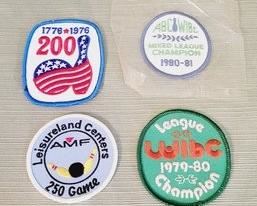 1776★1976
200
ABC WIBC
MIXED LEAGUE
CHAMPION
1980-81
Leisureland Centers
AMF
250 Game
League
WIBC
1979-80
Champion